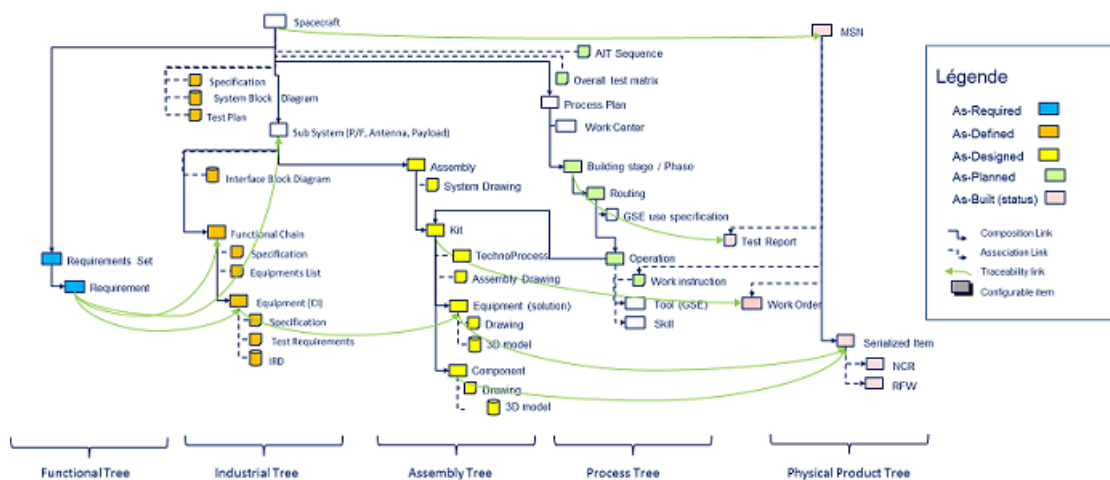 Spacecraft
MSN
AIT Sequence
Overall test matrix
Specification
System Block Diagram
Test Plan
Process Plan
Work Center
Sub System (P/F, Antenna, Payload)
Interface Block Diagram
Assembly
System Drawing
Building stage / Phase
Routing
GSE use specification
Test Report
Functional Chain
Specification
Equipments List
Kit
TechnoProcess
Assembly Drawing
Operation
Work instruction
Tool (GSE)
Skill
Work Order
Requirements Set
Requirement
Equipment (CI)
Specification
Test Requirements
IRD
Equipment (solution)
Drawing
3D model
Component
Drawing
3D model
Serialized Item
NCR
RFW
Légende
As-Required
As-Defined
As-Designed
As-Planned
As-Built (status)
Composition Link
Association Link
Traceability link
Configurable item
Functional Tree
Industrial Tree
Assembly Tree
Process Tree
Physical Product Tree